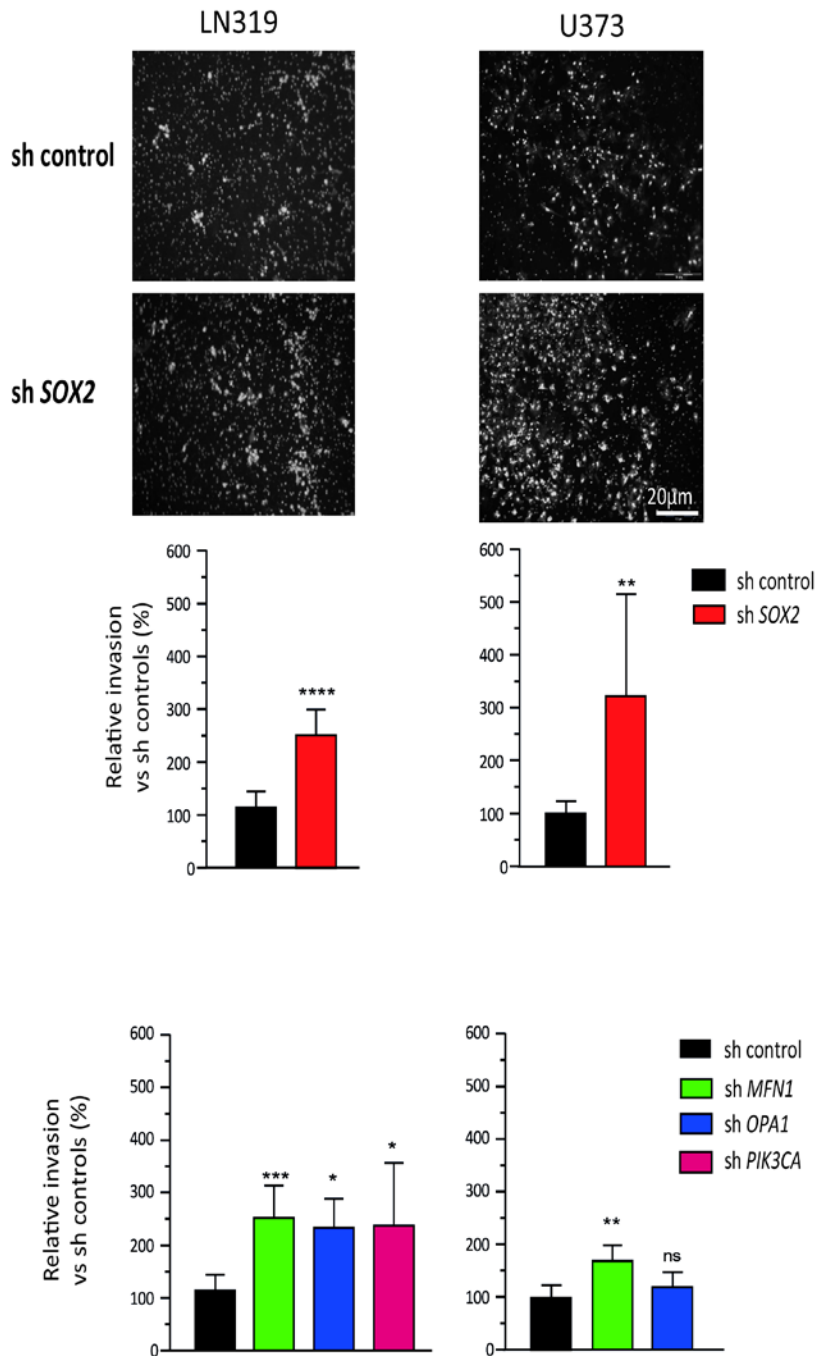 LN319
U373
sh control
sh SOX2
20µm
Relative invasion
vs sh controls (%)
600
500
400
300
200
100
0
****
600
500
400
300
200
100
0
**
sh control
sh SOX2
Relative invasion
vs sh controls (%)
600
500
400
300
200
100
0
***
*
*
600
500
400
300
200
100
0
**
ns
sh control
sh MFN1
sh OPA1
sh PIK3CA